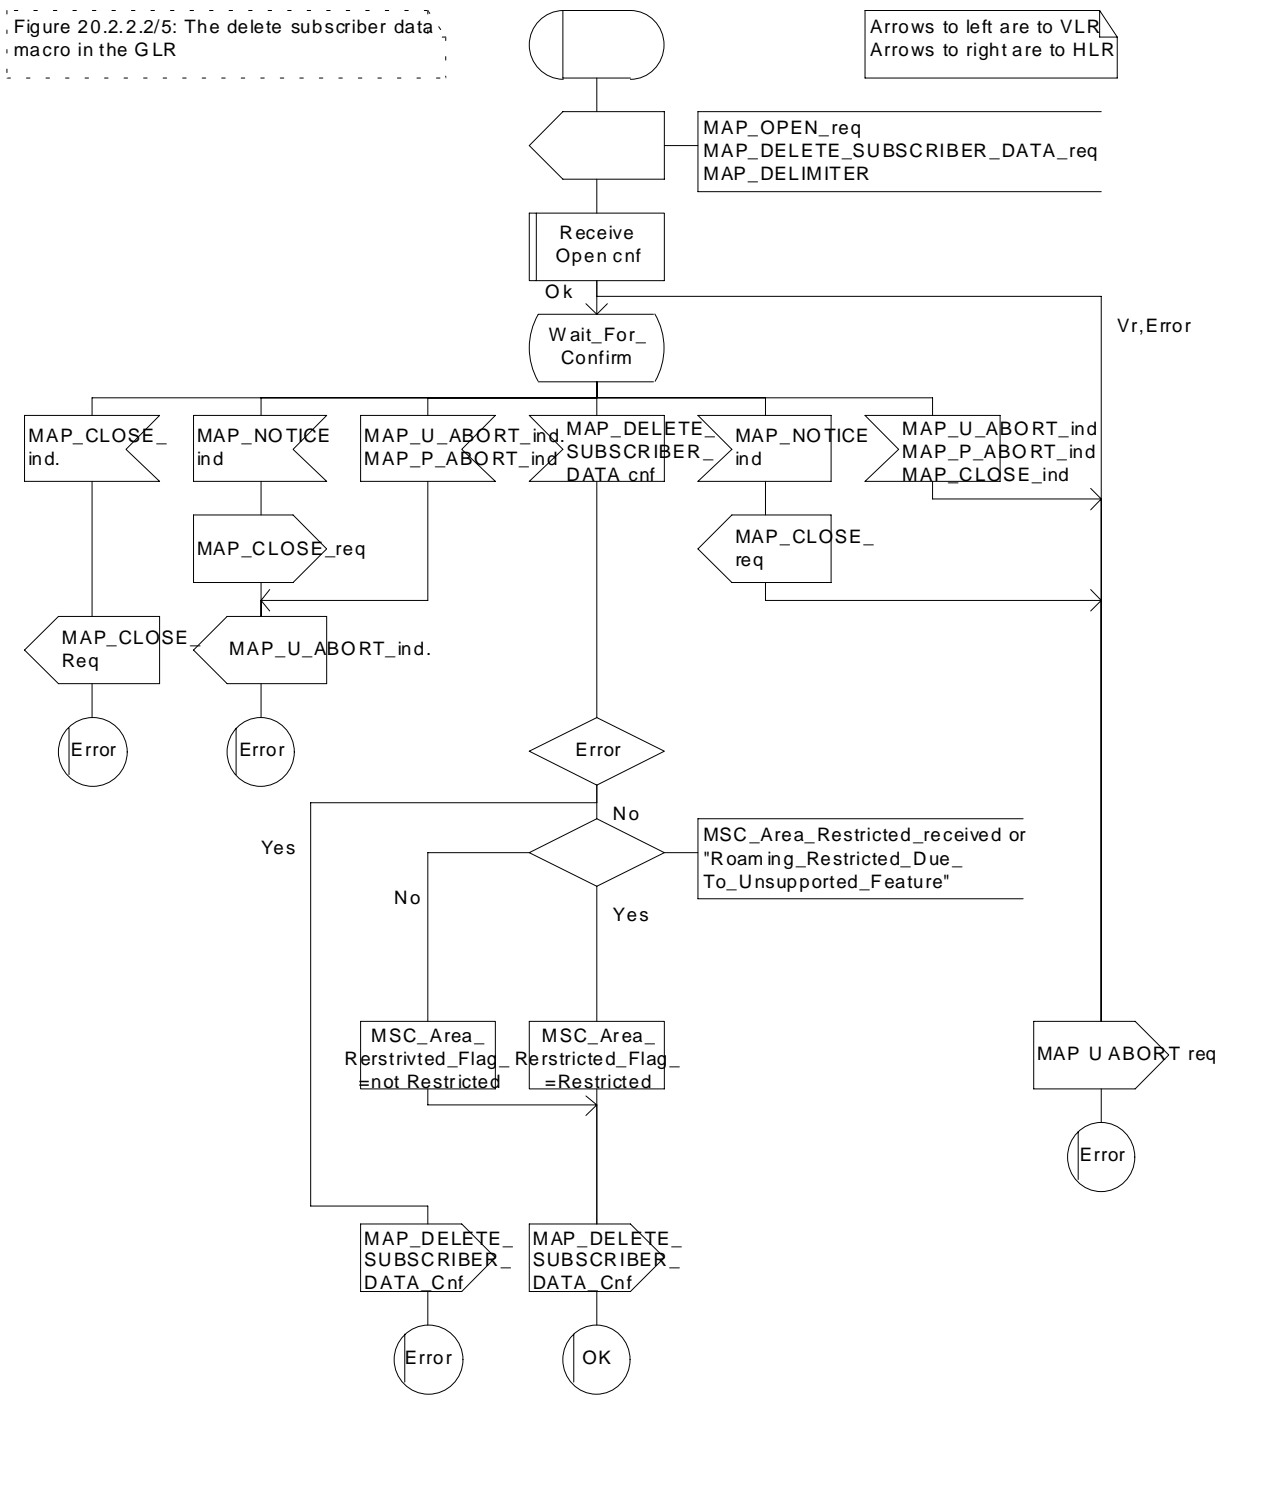 Figure 20.2.2.2/5: The delete subscriber data
macro in the GLR
Arrows to left are to VLR
Arrows to right are to HLR
MAP_OPEN_req
MAP_DELETE_SUBSCRIBER_DATA_req
MAP_DELIMITER
Receive
Open cnf
Ok
Vr,Error
Wait_For_
Confirm
MAP_CLOSE_
ind.
MAP_NOTICE
ind
MAP_U_ABORT_ind.
MAP_P_ABORT_ind
MAP_DELETE_
SUBSCRIBER_
DATA cnf
MAP_NOTICE
ind
MAP_U_ABORT_ind
MAP_P_ABORT_ind
MAP_CLOSE_ind
MAP_CLOSE_req
MAP_CLOSE_
req
MAP_CLOSE_
Req
MAP_U_ABORT_ind.
Error
Error
Error
No
Yes
MSC_Area_Restricted_received or
"Roaming_Restricted_Due_
To_Unsupported_Feature"
No
Yes
MSC_Area_
Rerstrivted_Flag_
=not Restricted
MSC_Area_
Rerstricted_Flag_
=Restricted
MAP U ABORT req
Error
MAP_DELETE_
SUBSCRIBER_
DATA_Cnf
MAP_DELETE_
SUBSCRIBER_
DATA_Cnf
Error
OK